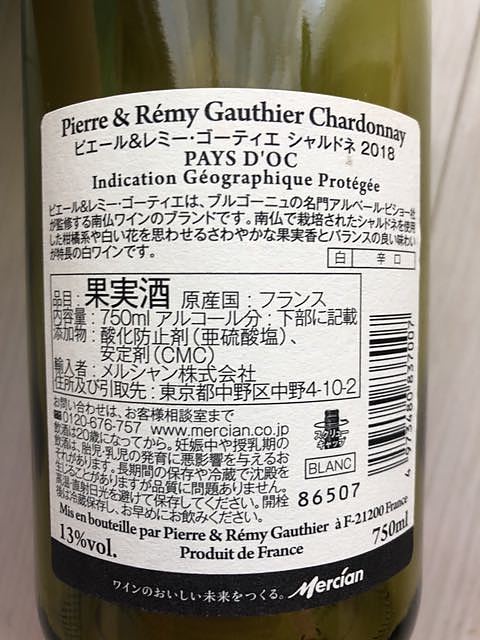 Pierre & Rémy Gauthier Chardonnay
ピエール&レミー・ゴーティエ シャルドネ 2018
PAYS D'OC
Indication Géographique Protégée
ピエール&レミー・ゴーティエは、ブルゴーニュの名門アルベール・ビショー社
が監修する南仏ワインのブランドです。南仏で栽培されたシャルドネを使用
した柑橘系や白い花を思わせるさわやかな果実香とバランスの良い味わい
が特長の白ワインです。
白 辛口
品目:果実酒 原産国:フランス
内容量:750ml アルコール分:下部に記載
添加物:酸化防止剤(亜硫酸塩)、
安定剤(CMC)
輸入者:メルシャン株式会社
住所及び引取先:東京都中野区中野4-10-2
お問い合わせは、お客様相談室まで
0120-676-757 www.mercian.co.jp
飲酒は20歳になってから。妊娠中や授乳期の
飲酒は、胎児・乳児の発育に悪影響を与えるお
それがあります。長期間の保存や冷蔵で沈殿を
生じることがありますが品質に問題ありません。
高温・直射日光を避けて保存してください。開栓
後は冷蔵保存し、お早めにお飲みください。
スクリュー
キャップ
BLANC
86507
4 973480 837007
Mis en bouteille par Pierre & Rémy Gauthier à F-21200 France
13%vol.
Produit de France
750ml
ワインのおいしい未来をつくる。 Mercian